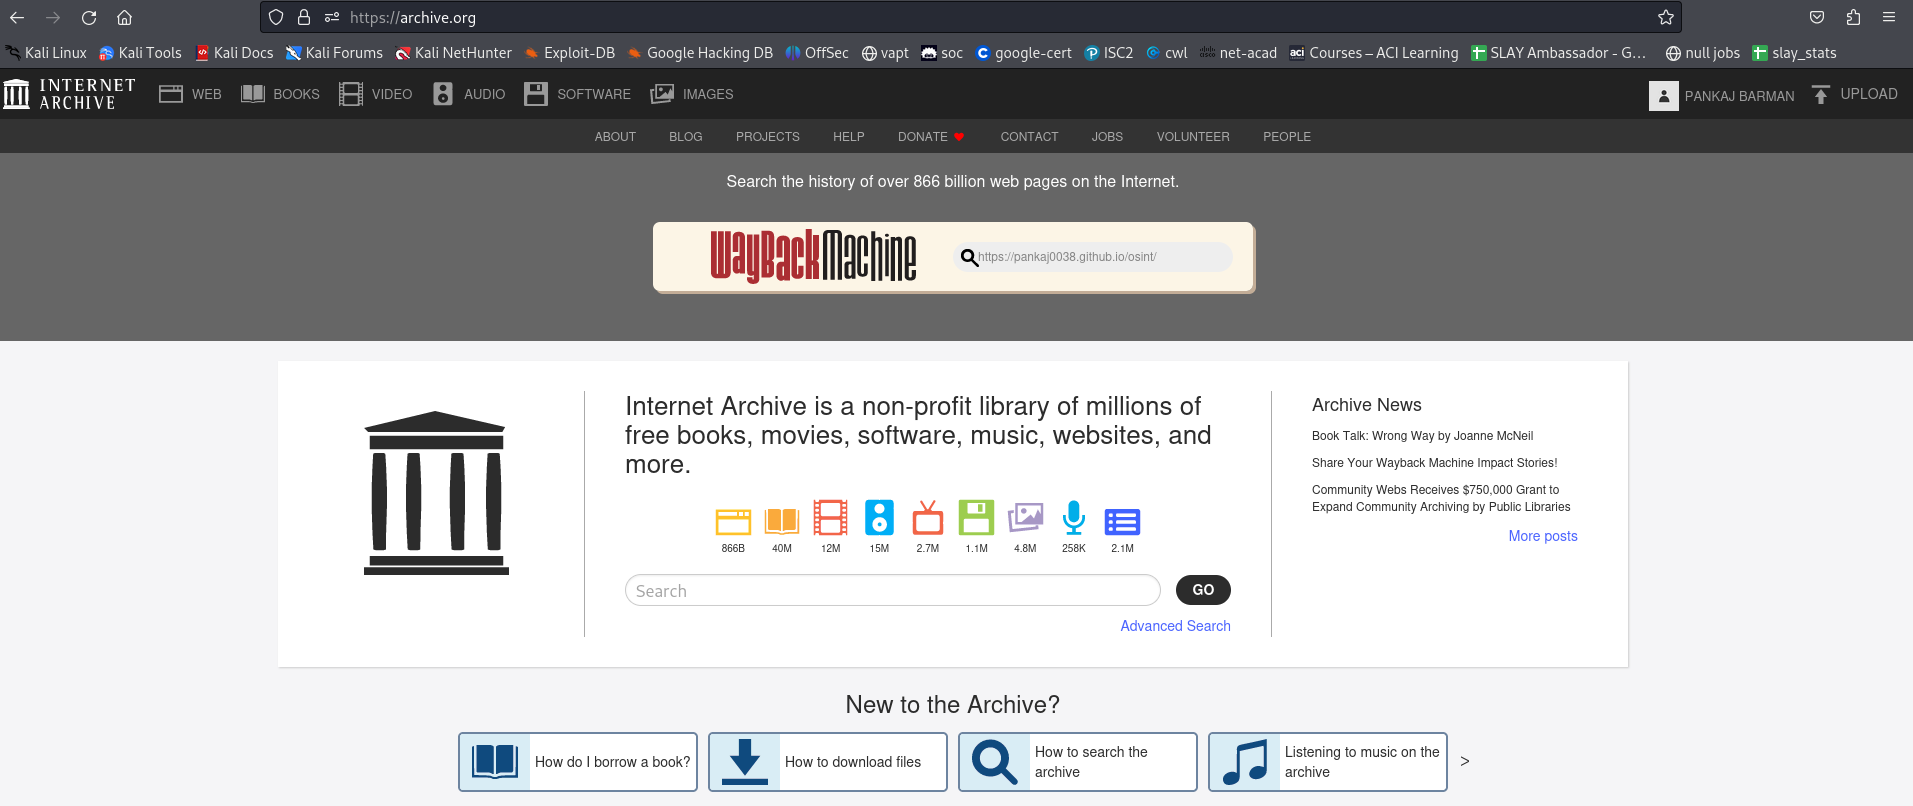 https://archive.org
Kali Linux Kali Tools Kali Docs Kali Forums Kali NetHunter Exploit-DB Google Hacking DB OffSec vapt soc google-cert ISC2 cwl net-acad Courses – ACI Learning SLAY Ambassador - G... null jobs slay_stats
INTERNET
ARCHIVE
WEB BOOKS VIDEO AUDIO SOFTWARE IMAGES PANKAJ BARMAN UPLOAD
ABOUT BLOG PROJECTS HELP DONATE CONTACT JOBS VOLUNTEER PEOPLE
Search the history of over 866 billion web pages on the Internet.
WayBackMachine https://pankaj0038.github.io/osint/
Internet Archive is a non-profit library of millions of
free books, movies, software, music, websites, and
more.
866B 40M 12M 15M 2.7M 1.1M 4.8M 258K 2.1M
Search GO
Advanced Search
Archive News
Book Talk: Wrong Way by Joanne McNeil
Share Your Wayback Machine Impact Stories!
Community Webs Receives $750,000 Grant to
Expand Community Archiving by Public Libraries
More posts
New to the Archive?
How do I borrow a book?
How to download files
How to search the
archive
Listening to music on the
archive
>